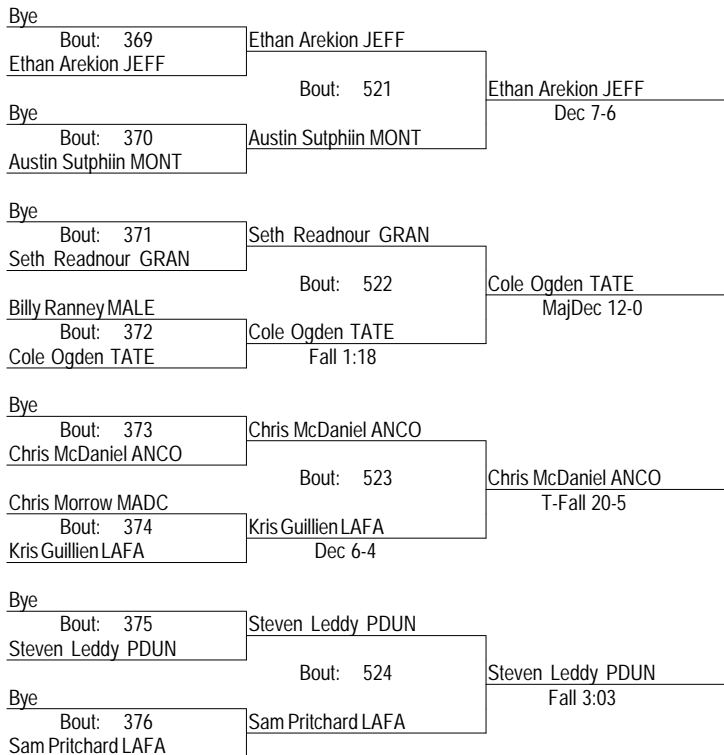 Bye
Bout: 369 Ethan Arekion JEFF
Ethan Arekion JEFF
Bout: 521 Ethan Arekion JEFF
Bye Dec 7-6
Bout: 370 Austin Sutphiin MONT
Austin Sutphiin MONT
Bye
Bout: 371 Seth Readnour GRAN
Seth Readnour GRAN
Bout: 522 Cole Ogden TATE
Billy Ranney MALE MajDec 12-0
Bout: 372 Cole Ogden TATE
Cole Ogden TATE Fall 1:18
Bye
Bout: 373 Chris McDaniel ANCO
Chris McDaniel ANCO
Bout: 523 Chris McDaniel ANCO
Chris Morrow MADC T-Fall 20-5
Bout: 374 Kris Guillien LAFA
Kris Guillien LAFA Dec 6-4
Bye
Bout: 375 Steven Leddy PDUN
Steven Leddy PDUN
Bout: 524 Steven Leddy PDUN
Bye Fall 3:03
Bout: 376 Sam Pritchard LAFA
Sam Pritchard LAFA